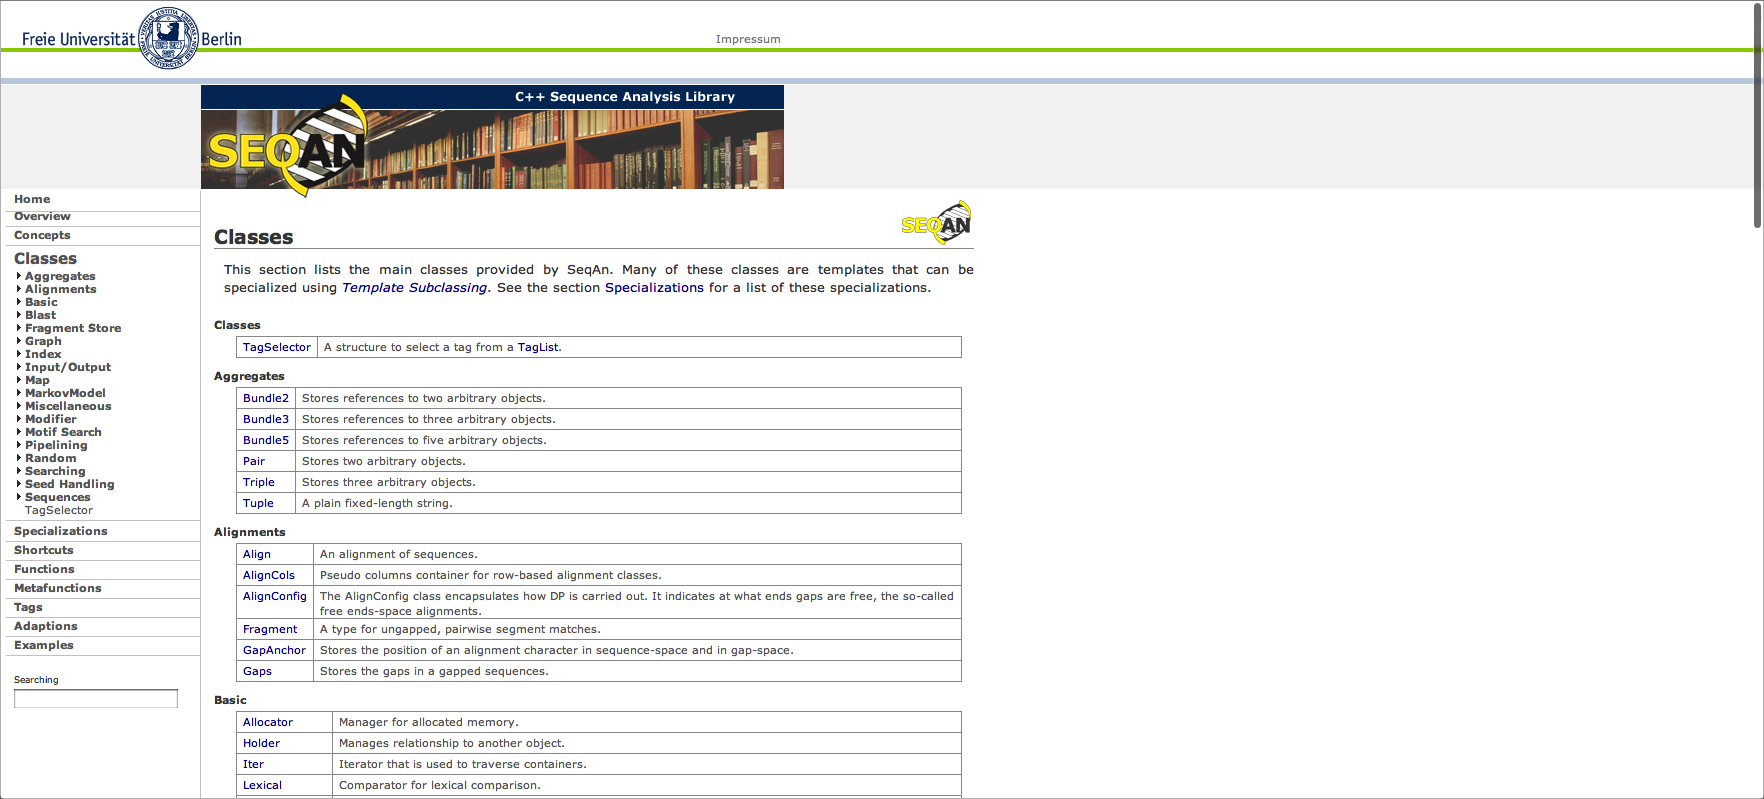 Freie Universität Berlin
Impressum
C++ Sequence Analysis Library
SEQAN
Home
Overview
Concepts
Classes
Aggregates
Alignments
Basic
Blast
Fragment Store
Graph
Index
Input/Output
Map
MarkovModel
Miscellaneous
Modifier
Motif Search
Pipelining
Random
Searching
Seed Handling
Sequences
TagSelector
Specializations
Shortcuts
Functions
Metafunctions
Tags
Adaptions
Examples
Searching
SEQAN
Classes
This section lists the main classes provided by SeqAn. Many of these classes are templates that can be
specialized using Template Subclassing. See the section Specializations for a list of these specializations.
Classes
TagSelector A structure to select a tag from a TagList.
Aggregates
Bundle2 Stores references to two arbitrary objects.
Bundle3 Stores references to three arbitrary objects.
Bundle5 Stores references to five arbitrary objects.
Pair Stores two arbitrary objects.
Triple Stores three arbitrary objects.
Tuple A plain fixed-length string.
Alignments
Align An alignment of sequences.
AlignCols Pseudo columns container for row-based alignment classes.
AlignConfig The AlignConfig class encapsulates how DP is carried out. It indicates at what ends gaps are free, the so-called
free ends-space alignments.
Fragment A type for ungapped, pairwise segment matches.
GapAnchor Stores the position of an alignment character in sequence-space and in gap-space.
Gaps Stores the gaps in a gapped sequences.
Basic
Allocator Manager for allocated memory.
Holder Manages relationship to another object.
Iter Iterator that is used to traverse containers.
Lexical Comparator for lexical comparison.